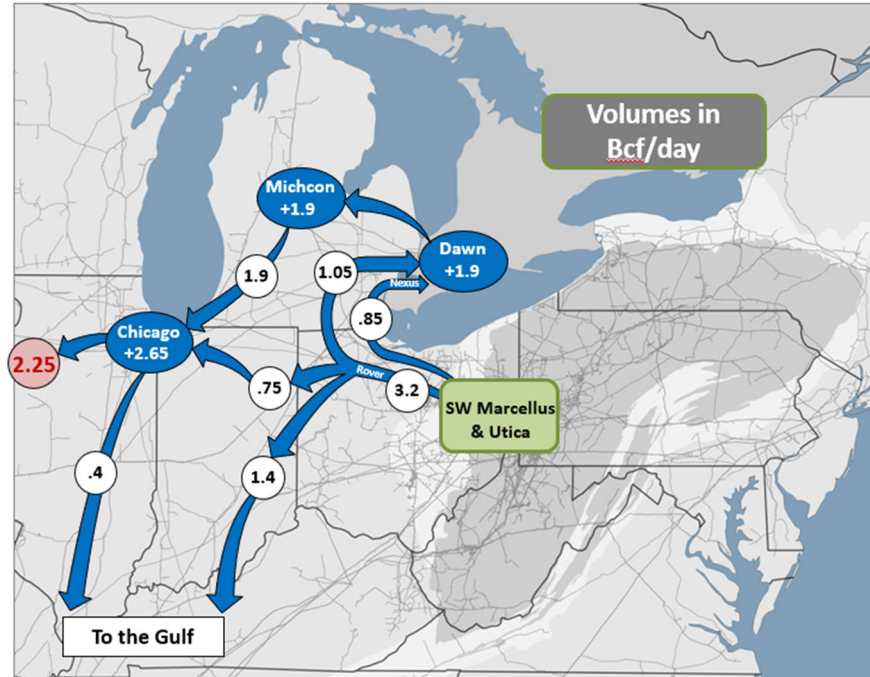 Volumes in
Bcf/day
Michcon
+1.9
Dawn
+1.9
1.9
1.05
Nexus
.85
Chicago
+2.65
2.25
.75
Rover
3.2
SW Marcellus
& Utica
.4
1.4
To the Gulf